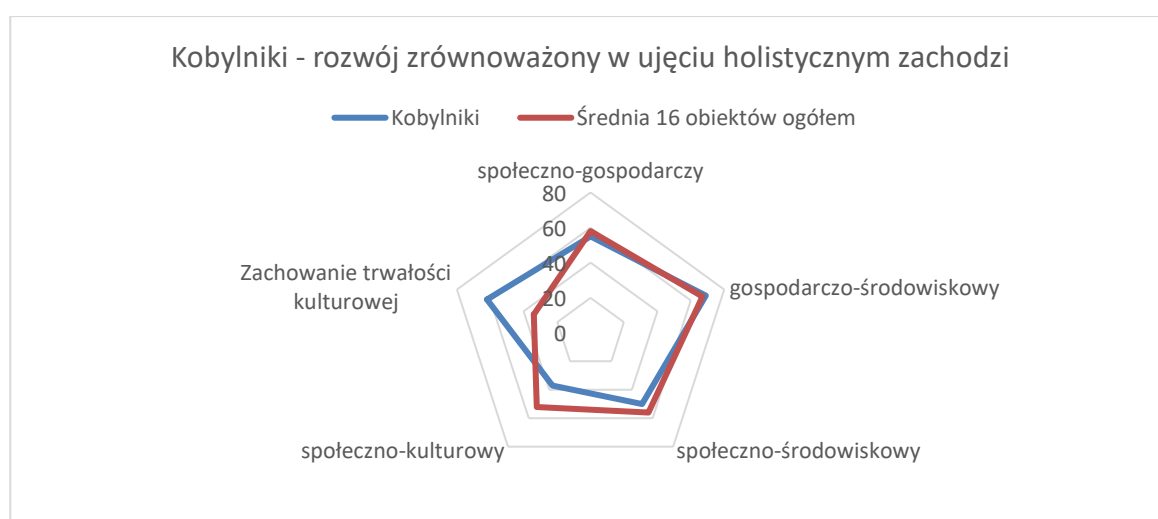 Kobylniki - rozwój zrównoważony w ujęciu holistycznym zachodzi
Kobylniki
Średnia 16 obiektów ogółem
społeczno-gospodarczy
80
60
40
20
0
Zachowanie trwałości
kulturowej
gospodarczo-środowiskowy
społeczno-kulturowy
społeczno-środowiskowy